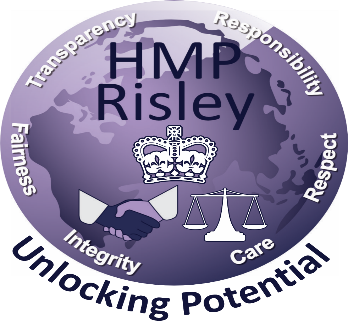 HMP
Risley
Transparency
Responsibility
Fairness
Respect
Integrity
Care
Unlocking Potential